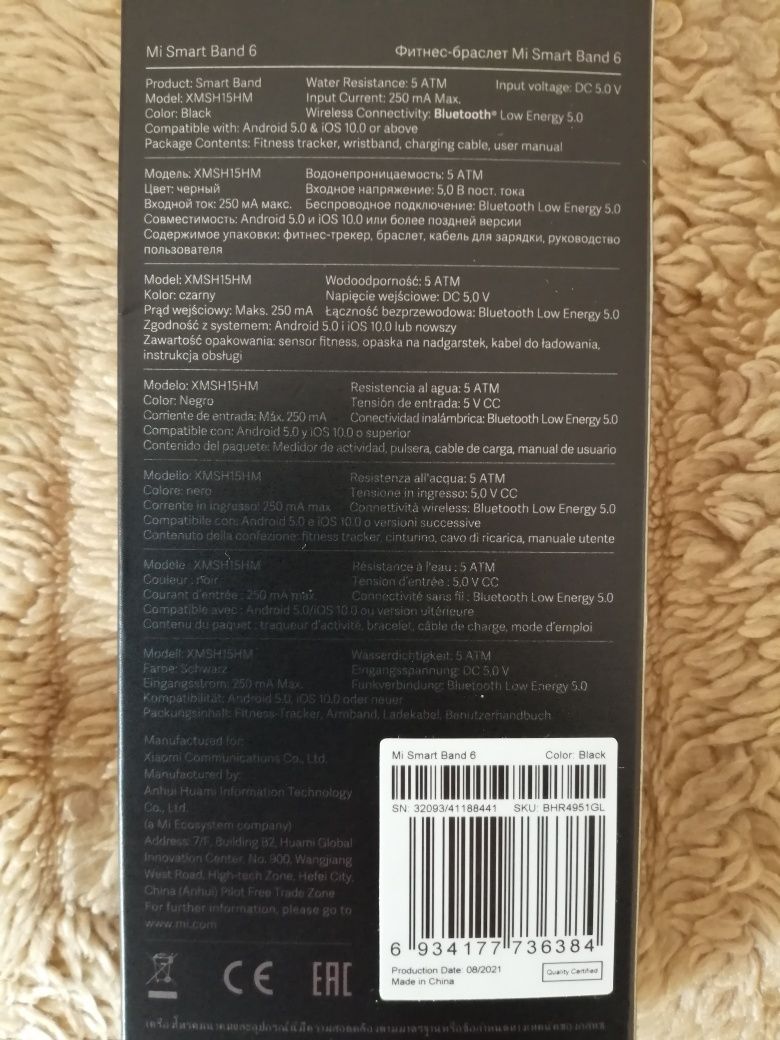 Mi Smart Band 6
Фитнес-браслет Mi Smart Band 6
Product: Smart Band Water Resistance: 5 ATM Input voltage: DC 5.0 V
Model: XMSH15HM Input Current: 250 mA Max.
Color: Black Wireless Connectivity: Bluetooth® Low Energy 5.0
Compatible with: Android 5.0 & iOS 10.0 or above
Package Contents: Fitness tracker, wristband, charging cable, user manual
Модель: XMSH15HM Водонепроницаемость: 5 ATM
Цвет: черный Входное напряжение: 5,0 В пост. тока
Входной ток: 250 мА макс. Беспроводное подключение: Bluetooth Low Energy 5.0
Совместимость: Android 5.0 и iOS 10.0 или более поздней версии
Содержимое упаковки: фитнес-трекер, браслет, кабель для зарядки, руководство
пользователя
Model: XMSH15HM Wodoodporność: 5 ATM
Kolor: czarny Napięcie wejściowe: DC 5,0 V
Prąd wejściowy: Maks. 250 mA Łączność bezprzewodowa: Bluetooth Low Energy 5.0
Zgodność z systemem: Android 5.0 i iOS 10.0 lub nowszy
Zawartość opakowania: sensor fitness, opaska na nadgarstek, kabel do ładowania,
instrukcja obsługi
Modelo: XMSH15HM Resistencia al agua: 5 ATM
Color: Negro Tensión de entrada: 5 V CC
Corriente de entrada: Máx. 250 mA Conectividad inalámbrica: Bluetooth Low Energy 5.0
Compatible con: Android 5.0 y iOS 10.0 o superior
Contenido del paquete: Medidor de actividad, pulsera, cable de carga, manual de usuario
Modello: XMSH15HM Resistenza all'acqua: 5 ATM
Colore: nero Tensione in ingresso: 5,0 V CC
Corrente in ingresso: 250 mA max Connettività wireless: Bluetooth Low Energy 5.0
Compatibile con: Android 5.0 e iOS 10.0 o versioni successive
Contenuto della confezione: fitness tracker, cinturino, cavo di ricarica, manuale utente
Modèle : XMSH15HM Résistance à l'eau : 5 ATM
Couleur : noir Tension d'entrée : 5,0 V CC
Courant d'entrée : 250 mA max. Connectivité sans fil : Bluetooth Low Energy 5.0
Compatible avec : Android 5.0/iOS 10.0 ou version ultérieure
Contenu du paquet : traqueur d'activité, bracelet, câble de charge, mode d'emploi
Modell: XMSH15HM Wasserdichtigkeit: 5 ATM
Farbe: Schwarz Eingangsspannung: DC 5,0 V
Eingangsstrom: 250 mA Max. Funkverbindung: Bluetooth Low Energy 5.0
Kompatibilität: Android 5.0, iOS 10.0 oder neuer
Packungsinhalt: Fitness-Tracker, Armband, Ladekabel, Benutzerhandbuch
Manufactured for:
Xiaomi Communications Co., Ltd.
Manufactured by:
Anhui Huami Information Technology
Co., Ltd.
(a Mi Ecosystem company)
Address: 7/F, Building B2, Huami Global
Innovation Center, No. 900, Wangjiang
West Road, High-tech Zone, Hefei City,
China (Anhui) Pilot Free Trade Zone
For further information, please go to
www.mi.com
CE EAC
Mi Smart Band 6 Color: Black
SN: 32093/41188441 SKU: BHR4951GL
6 934177 736384
Production Date: 08/2021
Made in China
Quality Certified